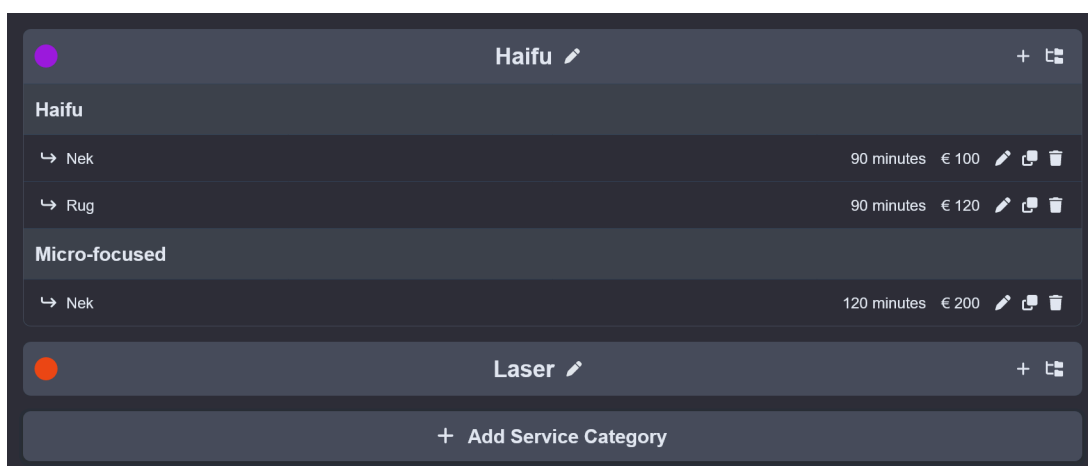 Haifu
Haifu
Nek 90 minutes € 100
Rug 90 minutes € 120
Micro-focused
Nek 120 minutes € 200
Laser
+ Add Service Category